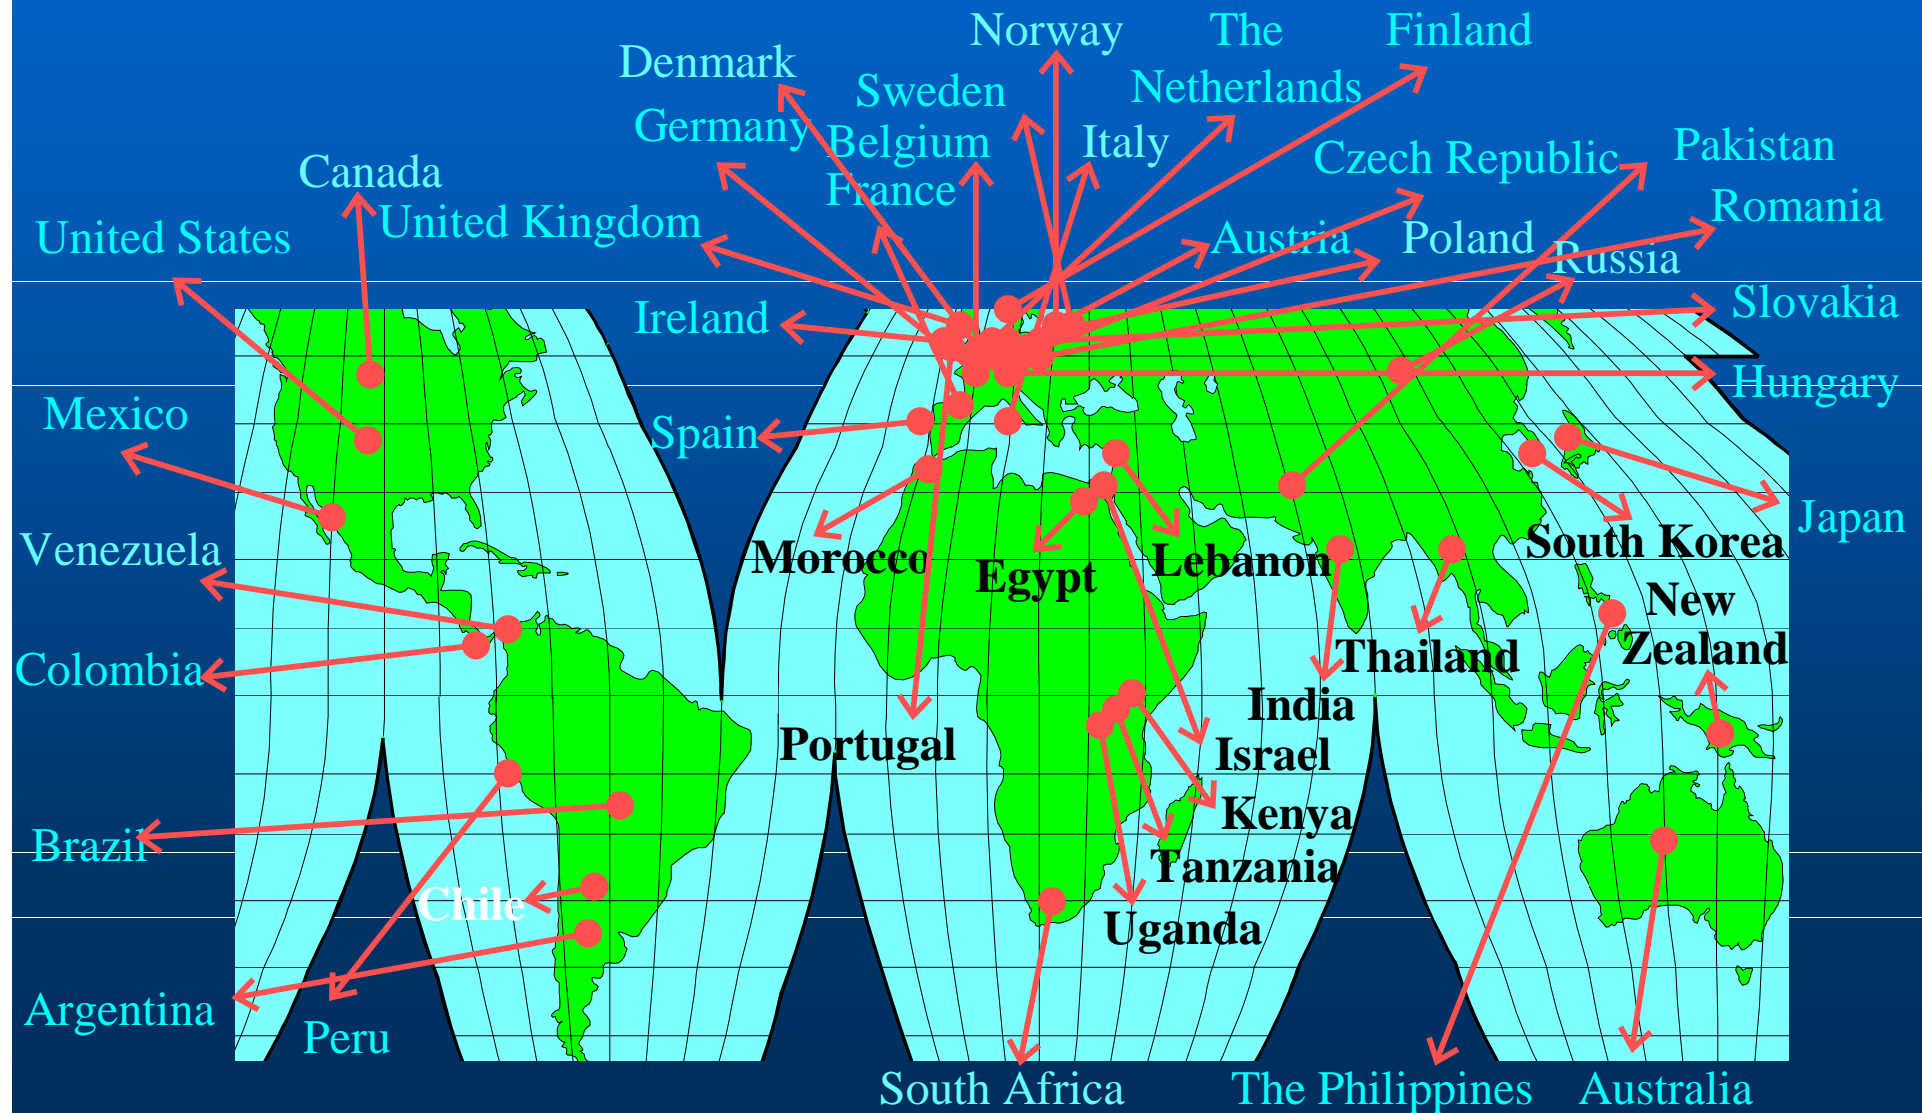 Norway
The
Netherlands
Finland
Denmark
Sweden
Germany
Belgium
Italy
Czech Republic
Pakistan
Canada
France
Romania
United States
United Kingdom
Austria
Poland
Russia
Ireland
Slovakia
Hungary
Mexico
Spain
Japan
Venezuela
Morocco
Egypt
Lebanon
South Korea
New
Zealand
Colombia
Thailand
India
Portugal
Israel
Kenya
Brazil
Tanzania
Chile
Uganda
Argentina
Peru
South Africa
The Philippines
Australia